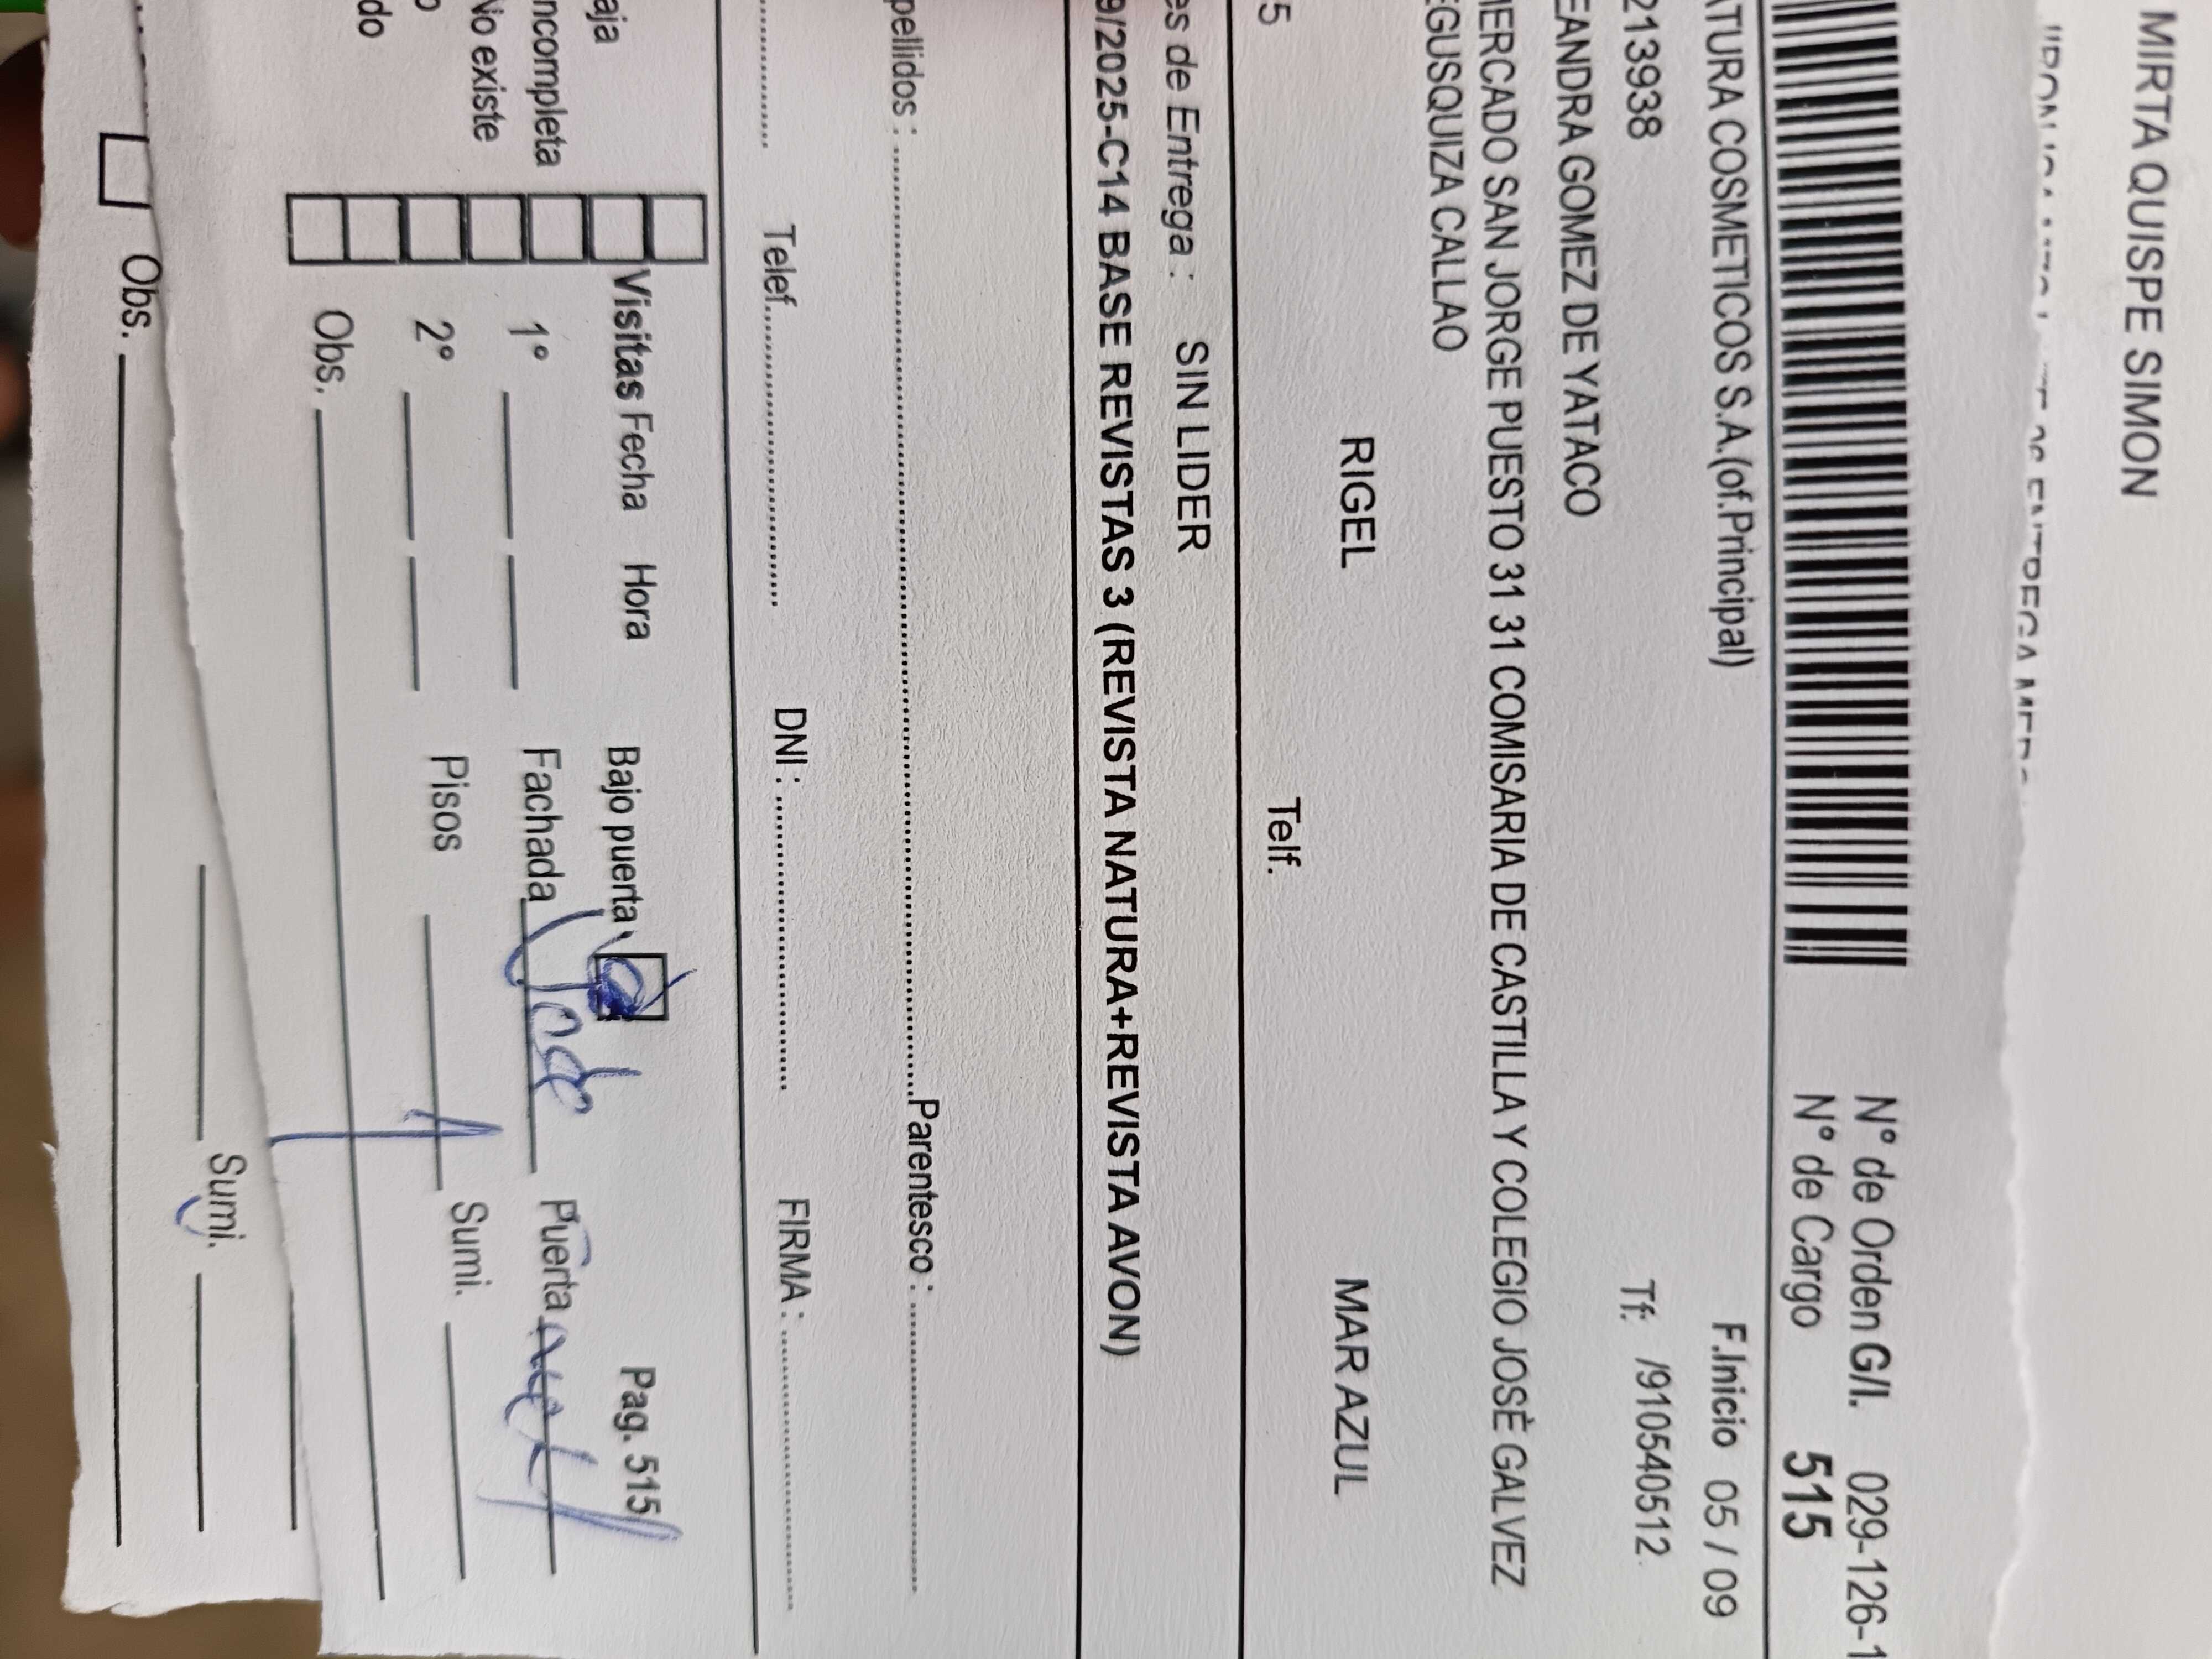 MIRTA QUISPE SIMON
N° de Orden G/I. 029-126-1
N° de Cargo 515
ATURA COSMETICOS S.A.(of.Principal) F.Inicio 05 / 09
213938 Tf: /910540512
EANDRA GOMEZ DE YATACO
MERCADO SAN JORGE PUESTO 31 31 COMISARIA DE CASTILLA Y COLEGIO JOSÈ GALVEZ
EGUSQUIZA CALLAO
RIGEL MAR AZUL
5 Telf.
es de Entrega : SIN LIDER
9/2025-C14 BASE REVISTAS 3 (REVISTA NATURA+REVISTA AVON)
pellidos : Parentesco :
Telef. DNI : FIRMA :
aja Visitas Fecha Hora Bajo puerta Pag. 515
ncompleta 1° Fachada Puerta
No existe
2° Pisos Sumi.
do Obs.
Sumi.
Obs.